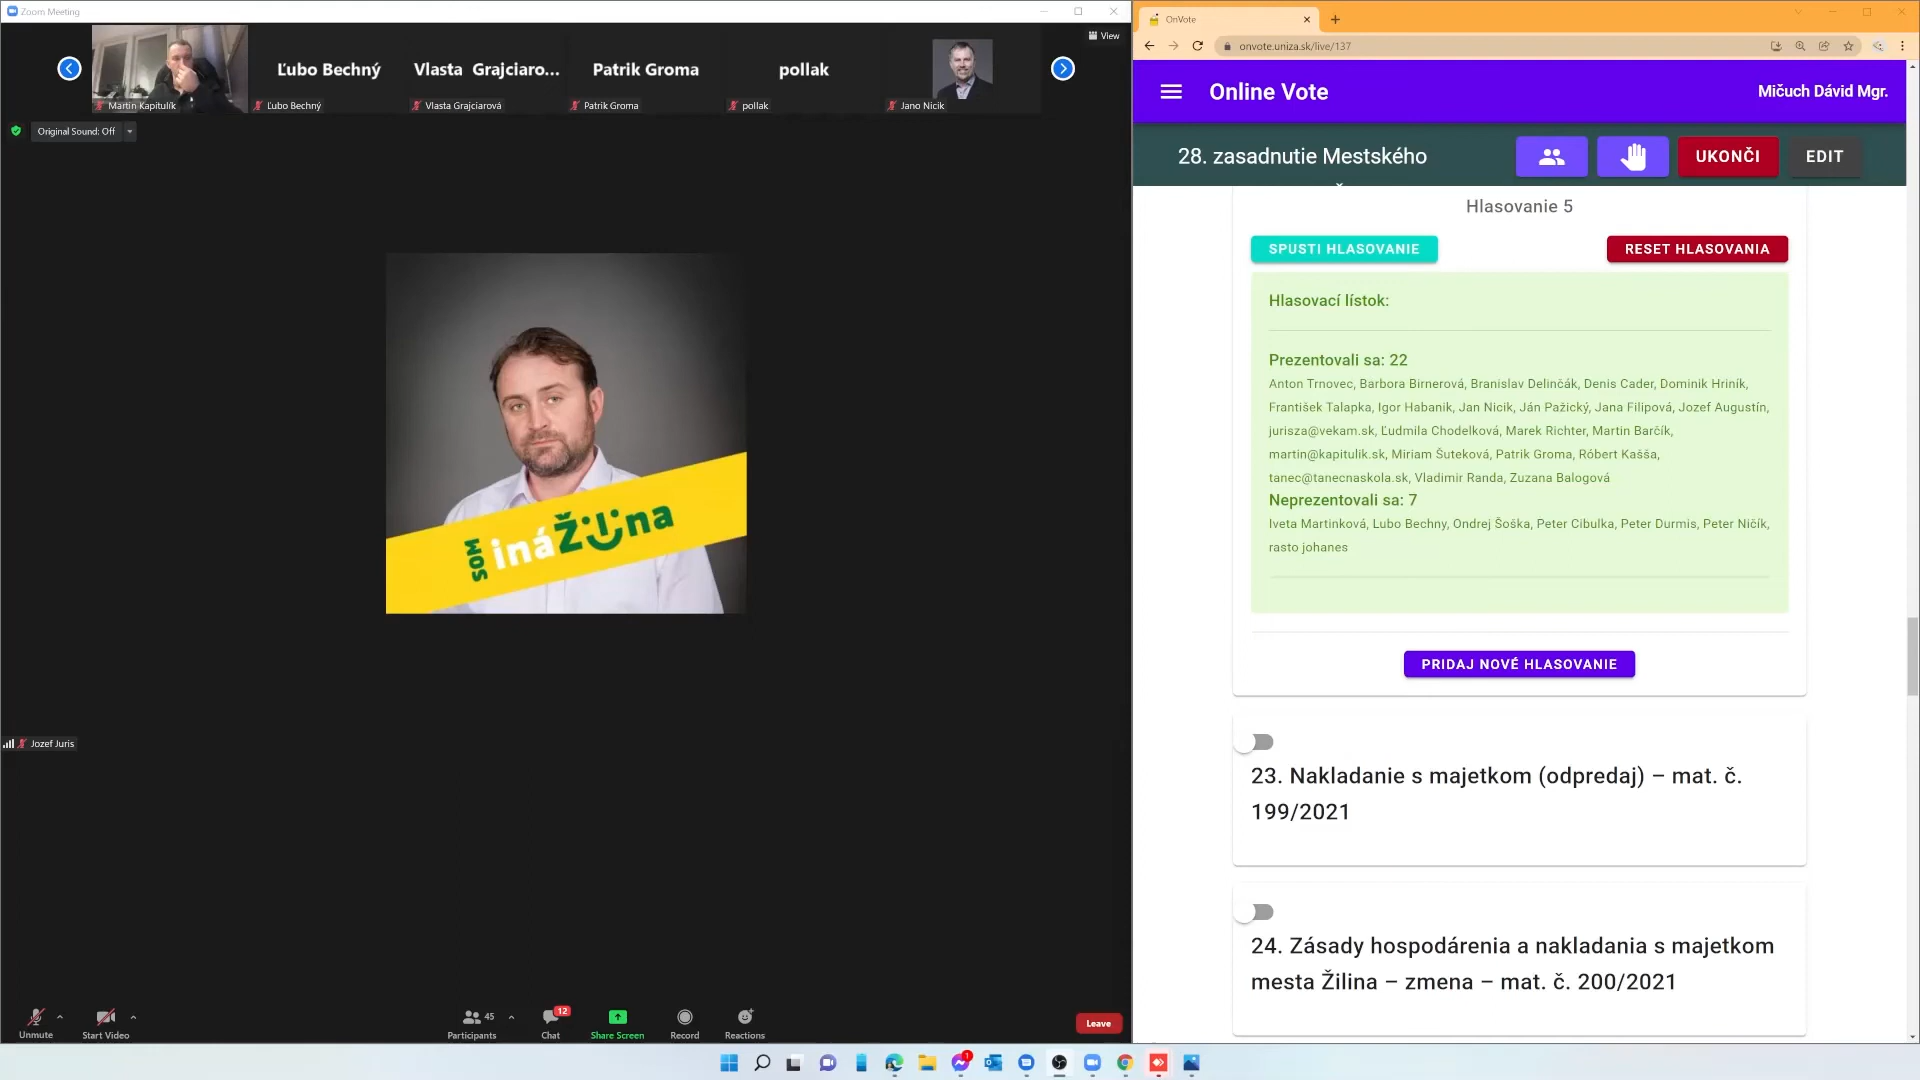 Zoom Meeting
View
Ľubo Bechný
Vlasta Grajciaro...
Patrik Groma
pollak
Martin Kapitulík
Ľubo Bechný
Vlasta Grajciarová
Patrik Groma
pollak
Jano Nicík
Original Sound: Off
SOM
ináŽilina
Jozef Juris
Unmute
Start Video
45
Participants
12
Chat
Share Screen
Record
Reactions
Leave
OnVote
onvote.uniza.sk/live/137
Online Vote
Mičuch Dávid Mgr.
28. zasadnutie Mestského
UKONČI
EDIT
Hlasovanie 5
SPUSTI HLASOVANIE
RESET HLASOVANIA
Hlasovací lístok:
Prezentovali sa: 22
Anton Trnovec, Barbora Birnerová, Branislav Delinčák, Denis Cader, Dominik Hriník,
František Talapka, Igor Habanik, Jan Nicik, Ján Pažický, Jana Filipová, Jozef Augustín,
jurisza@vekam.sk, Ľudmila Chodelková, Marek Richter, Martin Barčík,
martin@kapitulik.sk, Miriam Šuteková, Patrik Groma, Róbert Kašša,
tanec@tanecnaskola.sk, Vladimir Randa, Zuzana Balogová
Neprezentovali sa: 7
Iveta Martinková, Lubo Bechny, Ondrej Šoška, Peter Cibulka, Peter Durmis, Peter Ničík,
rasto johanes
PRIDAJ NOVÉ HLASOVANIE
23. Nakladanie s majetkom (odpredaj) – mat. č.
199/2021
24. Zásady hospodárenia a nakladania s majetkom
mesta Žilina – zmena – mat. č. 200/2021
1